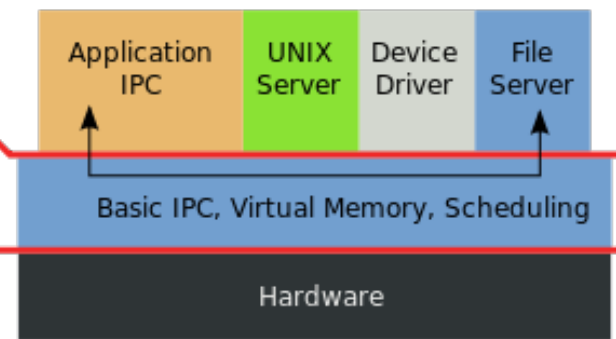 Application
IPC
UNIX
Server
Device
Driver
File
Server
Basic IPC, Virtual Memory, Scheduling
Hardware